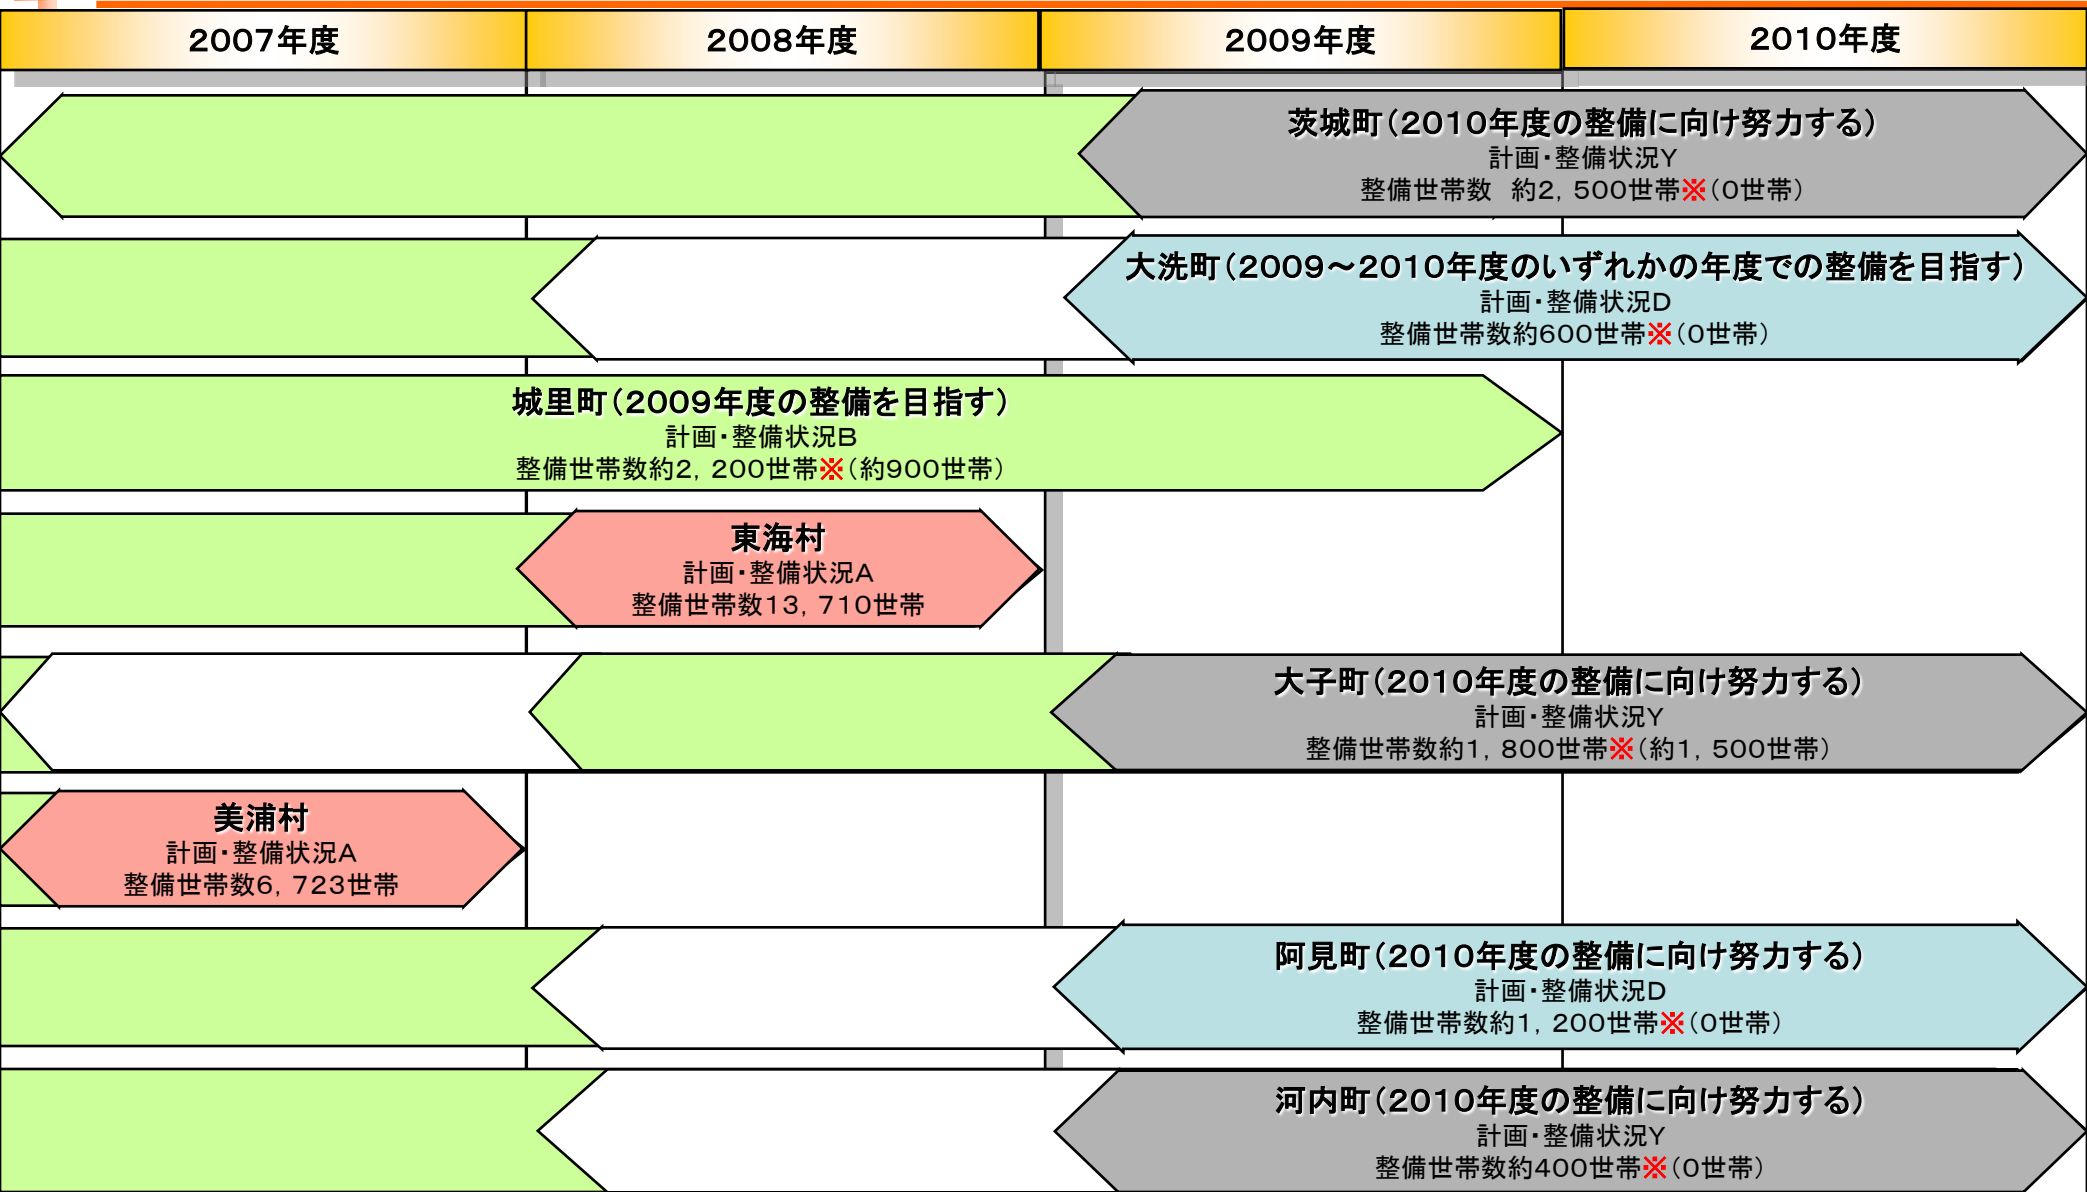 2007年度
2008年度
2009年度
2010年度
茨城町（2010年度の整備に向け努力する）
計画・整備状況Y
整備世帯数　約2，500世帯※（0世帯）
大洗町（2009～2010年度のいずれかの年度での整備を目指す）
計画・整備状況D
整備世帯数約600世帯※（0世帯）
城里町（2009年度の整備を目指す）
計画・整備状況B
整備世帯数約2，200世帯※（約900世帯）
東海村
計画・整備状況A
整備世帯数13，710世帯
大子町（2010年度の整備に向け努力する）
計画・整備状況Y
整備世帯数約1，800世帯※（約1，500世帯）
美浦村
計画・整備状況A
整備世帯数6，723世帯
阿見町（2010年度の整備に向け努力する）
計画・整備状況D
整備世帯数約1，200世帯※（0世帯）
河内町（2010年度の整備に向け努力する）
計画・整備状況Y
整備世帯数約400世帯※（0世帯）